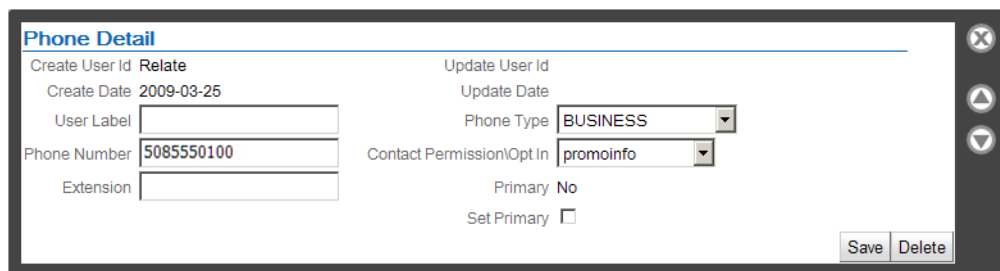 Phone Detail
Create User Id Relate Update User Id
Create Date 2009-03-25 Update Date
User Label Phone Type BUSINESS
Phone Number 5085550100 Contact Permission\Opt In promoinfo
Extension Primary No
Set Primary
Save Delete